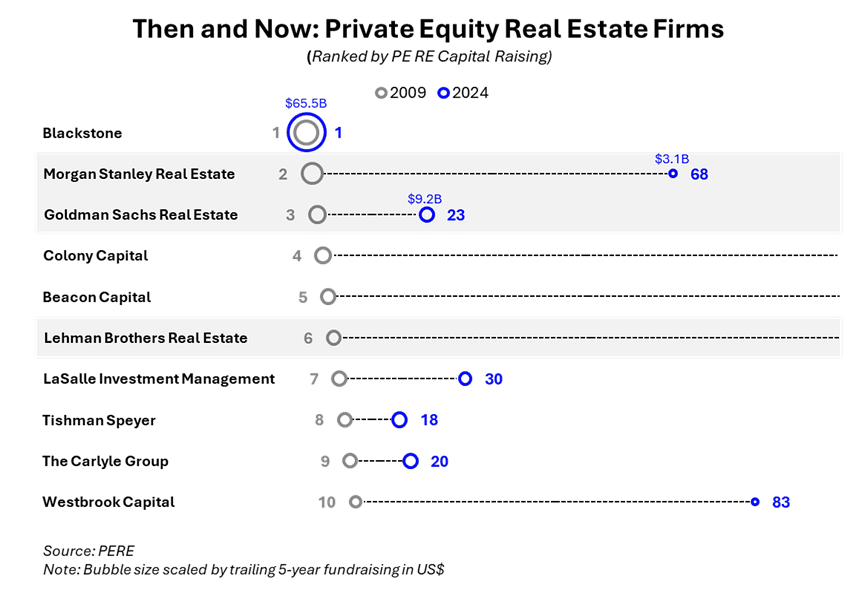 Then and Now: Private Equity Real Estate Firms
(Ranked by PE RE Capital Raising)
2009 2024
$65.5B
Blackstone 1 1
$3.1B
Morgan Stanley Real Estate 2 68
$9.2B
Goldman Sachs Real Estate 3 23
Colony Capital 4
Beacon Capital 5
Lehman Brothers Real Estate 6
LaSalle Investment Management 7 30
Tishman Speyer 8 18
The Carlyle Group 9 20
Westbrook Capital 10 83
Source: PERE
Note: Bubble size scaled by trailing 5-year fundraising in US$